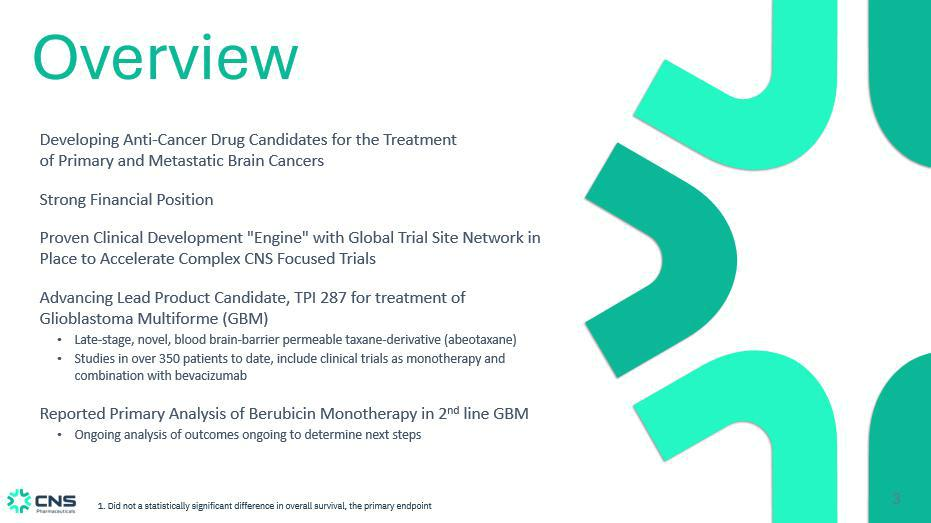 Overview
Developing Anti-Cancer Drug Candidates for the Treatment
of Primary and Metastatic Brain Cancers
Strong Financial Position
Proven Clinical Development "Engine" with Global Trial Site Network in
Place to Accelerate Complex CNS Focused Trials
Advancing Lead Product Candidate, TPI 287 for treatment of
Glioblastoma Multiforme (GBM)
• Late-stage, novel, blood brain-barrier permeable taxane-derivative (abeotaxane)
• Studies in over 350 patients to date, include clinical trials as monotherapy and
combination with bevacizumab
Reported Primary Analysis of Berubicin Monotherapy in 2nd line GBM
• Ongoing analysis of outcomes ongoing to determine next steps
CNS
Pharmaceuticals
1. Did not a statistically significant difference in overall survival, the primary endpoint
3